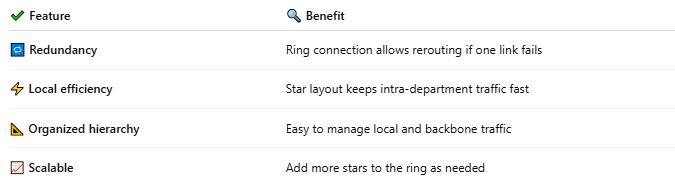 ✔ Feature 🔍 Benefit
🔁 Redundancy Ring connection allows rerouting if one link fails
⚡ Local efficiency Star layout keeps intra-department traffic fast
📐 Organized hierarchy Easy to manage local and backbone traffic
📈 Scalable Add more stars to the ring as needed